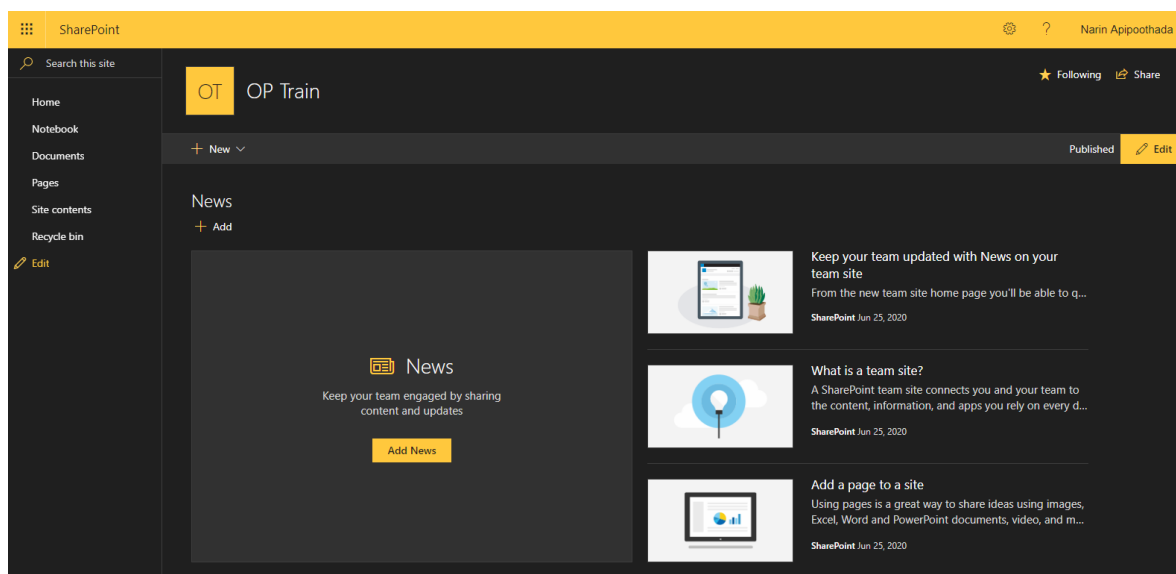 SharePoint
?
Narin Apipoothada
Search this site
Home
Notebook
Documents
Pages
Site contents
Recycle bin
Edit
OT
OP Train
Following
Share
New
Published
Edit
News
Add
News
Keep your team engaged by sharing
content and updates
Add News
Keep your team updated with News on your
team site
From the new team site home page you'll be able to q...
SharePoint Jun 25, 2020
What is a team site?
A SharePoint team site connects you and your team to
the content, information, and apps you rely on every d...
SharePoint Jun 25, 2020
Add a page to a site
Using pages is a great way to share ideas using images,
Excel, Word and PowerPoint documents, video, and m...
SharePoint Jun 25, 2020